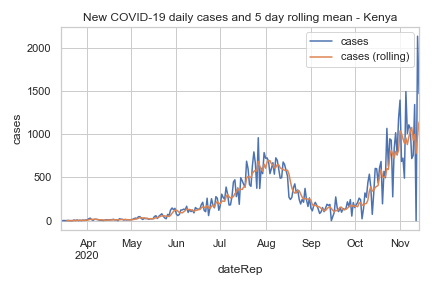 New COVID-19 daily cases and 5 day rolling mean - Kenya
cases
cases (rolling)
2000
1500
1000
500
0
cases
Apr May Jun Jul Aug Sep Oct Nov
2020
dateRep